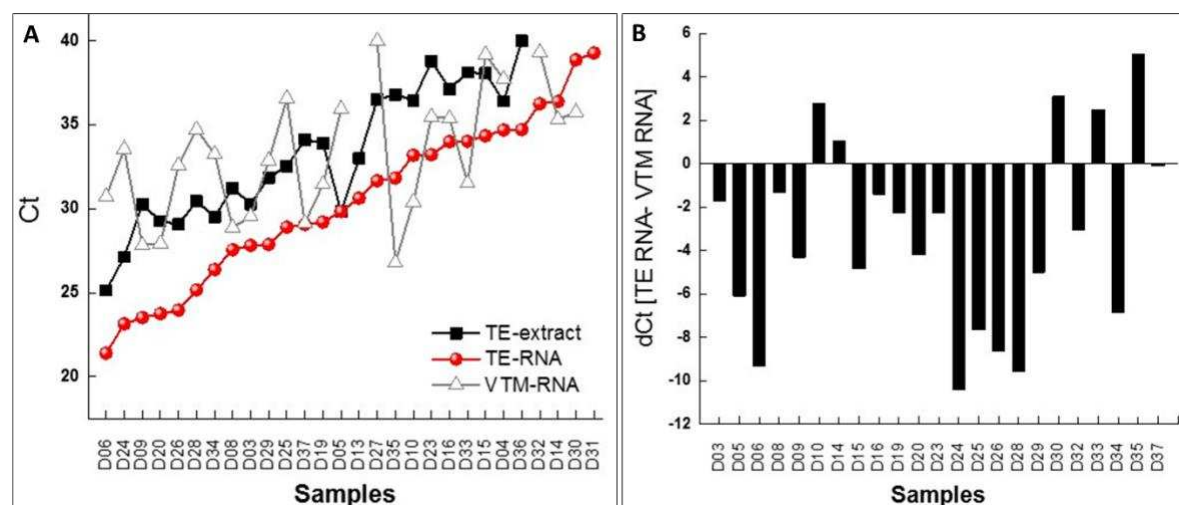 A
40
35
30
25
20
Ct
TE-extract
TE-RNA
VTM-RNA
D06 D24 D09 D20 D26 D28 D34 D08 D03 D29 D25 D37 D19 D05 D13 D27 D35 D10 D23 D16 D33 D15 D04 D36 D32 D14 D30 D31
Samples
B
6
4
2
0
-2
-4
-6
-8
-10
-12
dCt [TE RNA- VTM RNA]
D03 D05 D06 D08 D09 D10 D14 D15 D16 D19 D20 D23 D24 D25 D26 D28 D29 D30 D32 D33 D34 D35 D37
Samples